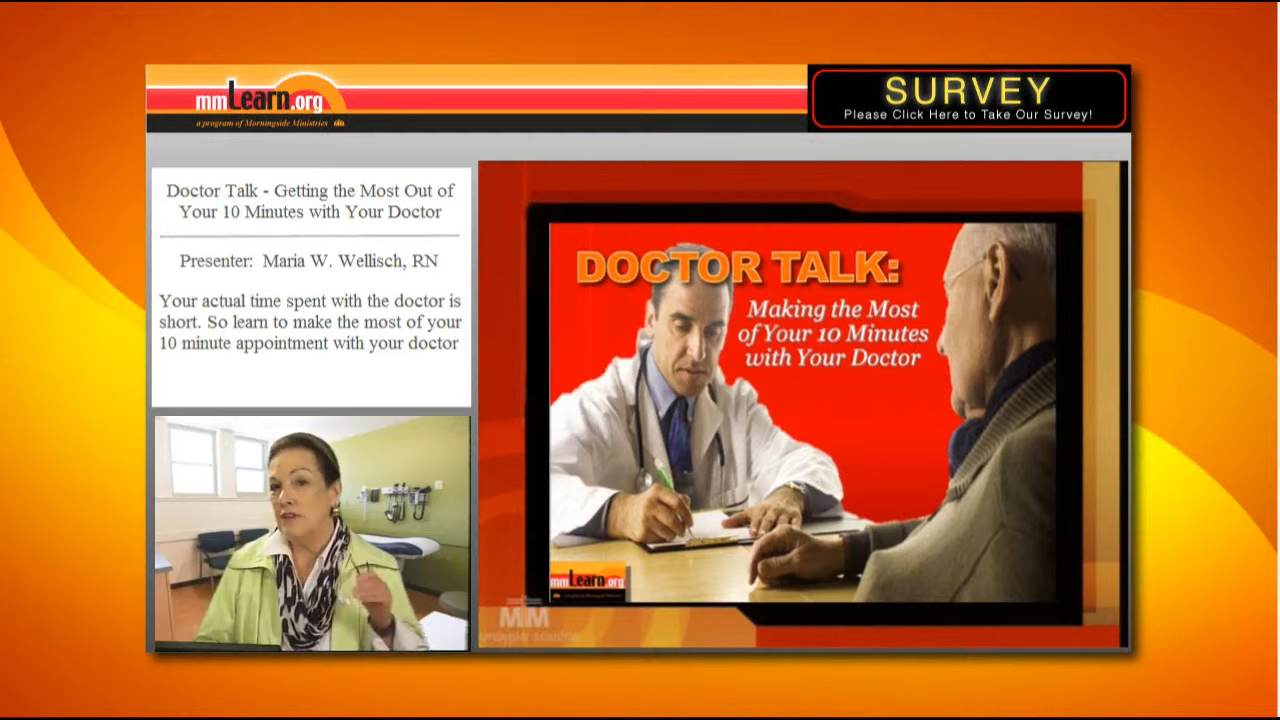 mmLearn.org
a program of Morningside Ministries
SURVEY
Please Click Here to Take Our Survey!
Doctor Talk - Getting the Most Out of
Your 10 Minutes with Your Doctor
Presenter: Maria W. Wellisch, RN
Your actual time spent with the doctor is
short. So learn to make the most of your
10 minute appointment with your doctor
DOCTOR TALK:
Making the Most
of Your 10 Minutes
with Your Doctor
mmLearn.org
MM
Morningside Ministries